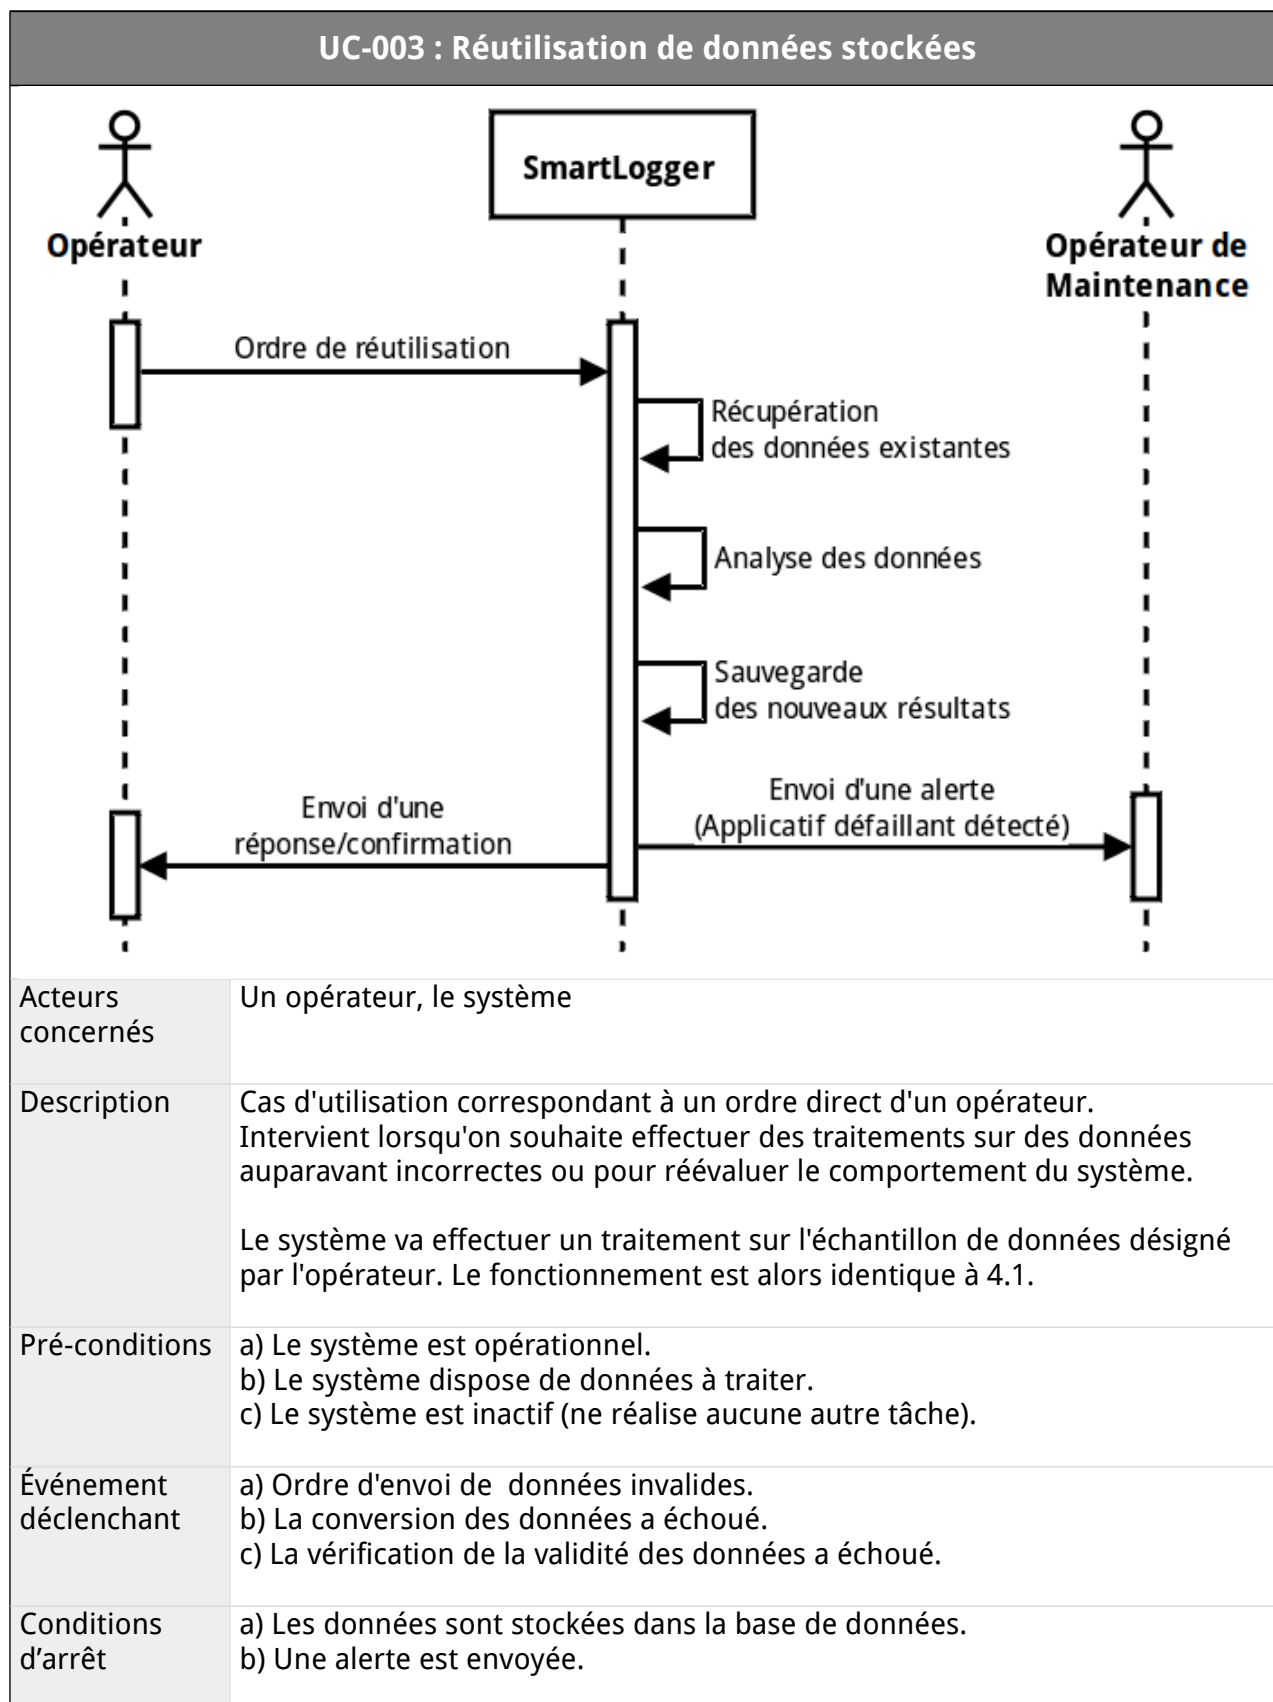 UC-003 : Réutilisation de données stockées
SmartLogger
Opérateur
Opérateur de
Maintenance
Ordre de réutilisation
Récupération
des données existantes
Analyse des données
Sauvegarde
des nouveaux résultats
Envoi d'une
réponse/confirmation
Envoi d'une alerte
(Applicatif défaillant détecté)
Acteurs
concernés
Un opérateur, le système
Description
Cas d'utilisation correspondant à un ordre direct d'un opérateur.
Intervient lorsqu'on souhaite effectuer des traitements sur des données
auparavant incorrectes ou pour réévaluer le comportement du système.
Le système va effectuer un traitement sur l'échantillon de données désigné
par l'opérateur. Le fonctionnement est alors identique à 4.1.
Pré-conditions
a) Le système est opérationnel.
b) Le système dispose de données à traiter.
c) Le système est inactif (ne réalise aucune autre tâche).
Événement
déclenchant
a) Ordre d'envoi de  données invalides.
b) La conversion des données a échoué.
c) La vérification de la validité des données a échoué.
Conditions
d’arrêt
a) Les données sont stockées dans la base de données.
b) Une alerte est envoyée.